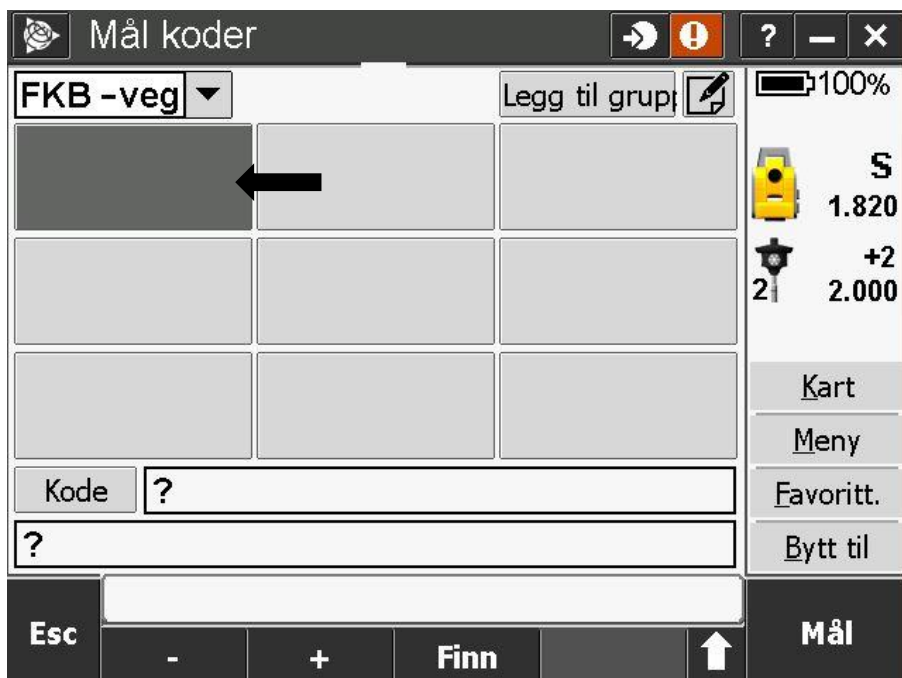 Mål koder
? – ×
FKB -veg
Legg til grupp
100%
S
1.820
+2
2 2.000
Kart
Meny
Kode ?
Favoritt.
?
Bytt til
Esc
- + Finn
Mål